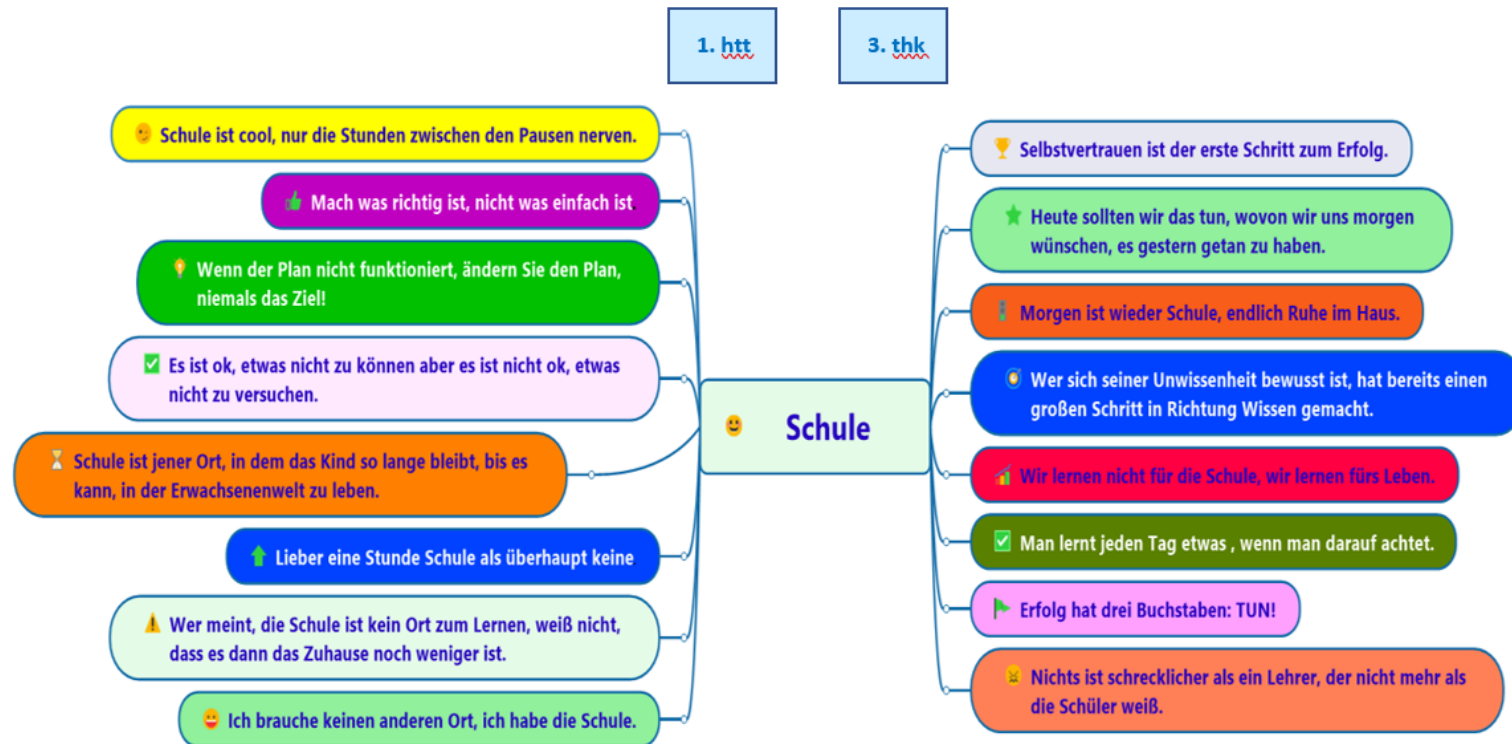 1. htt
3. thk
Schule ist cool, nur die Stunden zwischen den Pausen nerven.
Mach was richtig ist, nicht was einfach ist.
Wenn der Plan nicht funktioniert, ändern Sie den Plan,
niemals das Ziel!
Es ist ok, etwas nicht zu können aber es ist nicht ok, etwas
nicht zu versuchen.
Schule ist jener Ort, in dem das Kind so lange bleibt, bis es
kann, in der Erwachsenenwelt zu leben.
Lieber eine Stunde Schule als überhaupt keine
Wer meint, die Schule ist kein Ort zum Lernen, weiß nicht,
dass es dann das Zuhause noch weniger ist.
Ich brauche keinen anderen Ort, ich habe die Schule.
Schule
Selbstvertrauen ist der erste Schritt zum Erfolg.
Heute sollten wir das tun, wovon wir uns morgen
wünschen, es gestern getan zu haben.
Morgen ist wieder Schule, endlich Ruhe im Haus.
Wer sich seiner Unwissenheit bewusst ist, hat bereits einen
großen Schritt in Richtung Wissen gemacht.
Wir lernen nicht für die Schule, wir lernen fürs Leben.
Man lernt jeden Tag etwas , wenn man darauf achtet.
Erfolg hat drei Buchstaben: TUN!
Nichts ist schrecklicher als ein Lehrer, der nicht mehr als
die Schüler weiß.